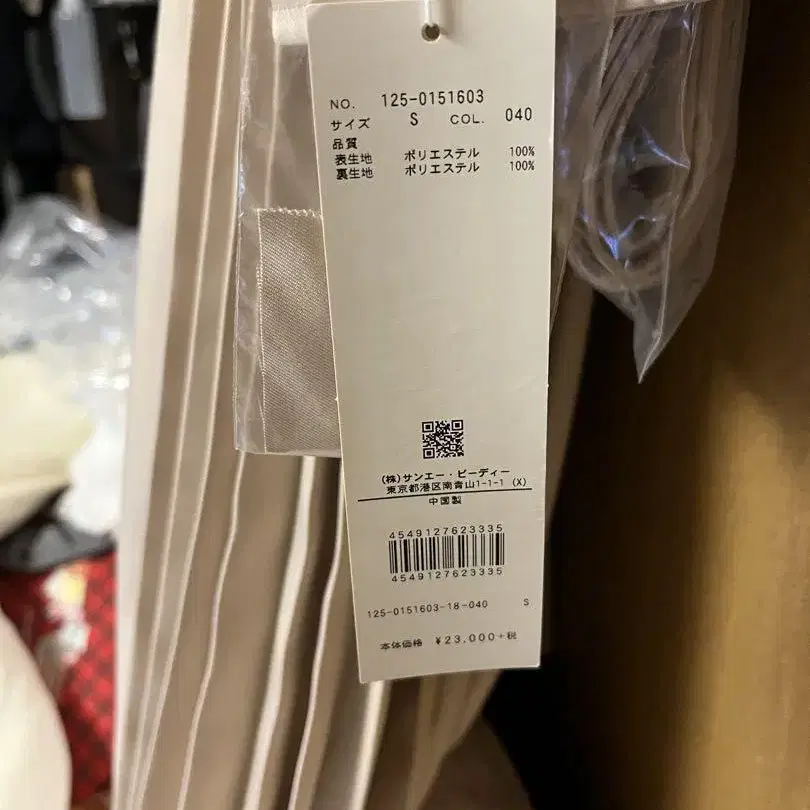 NO. 125-0151603
サイズ S COL. 040
品質
表生地 ポリエステル 100%
裏生地 ポリエステル 100%
(株)サンエー・ビーディー
東京都港区南青山1-1-1 (X)
中国製
4549127623335
4549127623335
125-0151603-18-040 S
本体価格 ¥23,000+税